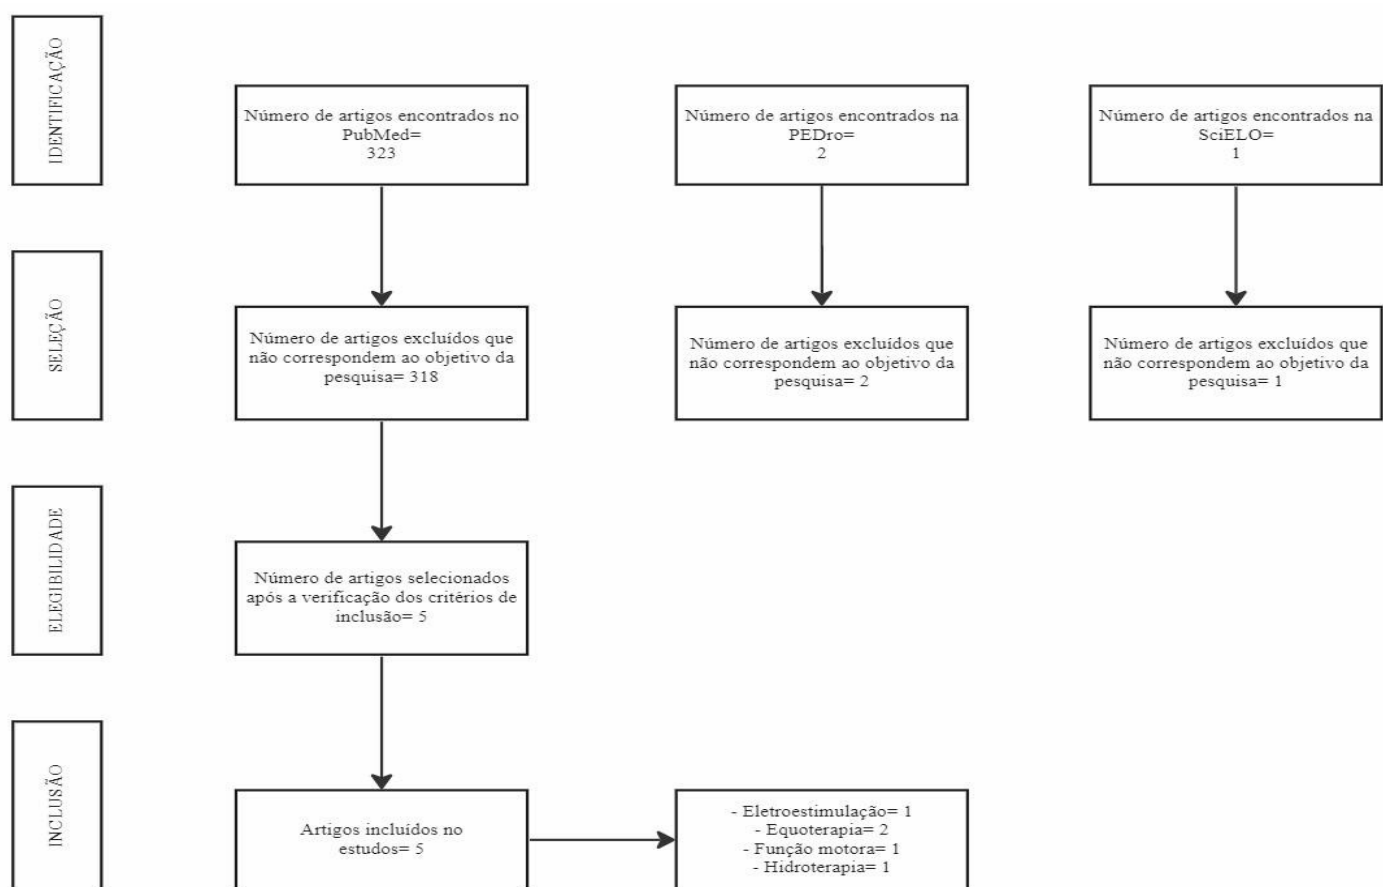 IDENTIFICAÇÃO
Número de artigos encontrados no
PubMed=
323
Número de artigos encontrados na
PEDro=
2
Número de artigos encontrados na
SciELO=
1
SELEÇÃO
Número de artigos excluídos que
não correspondem ao objetivo da
pesquisa= 318
Número de artigos excluídos que
não correspondem ao objetivo da
pesquisa= 2
Número de artigos excluídos que
não correspondem ao objetivo da
pesquisa= 1
ELEGIBILIDADE
Número de artigos selecionados
após a verificação dos critérios de
inclusão= 5
INCLUSÃO
Artigos incluídos no
estudos= 5
- Eletroestimulação= 1
- Equoterapia= 2
- Função motora= 1
- Hidroterapia= 1